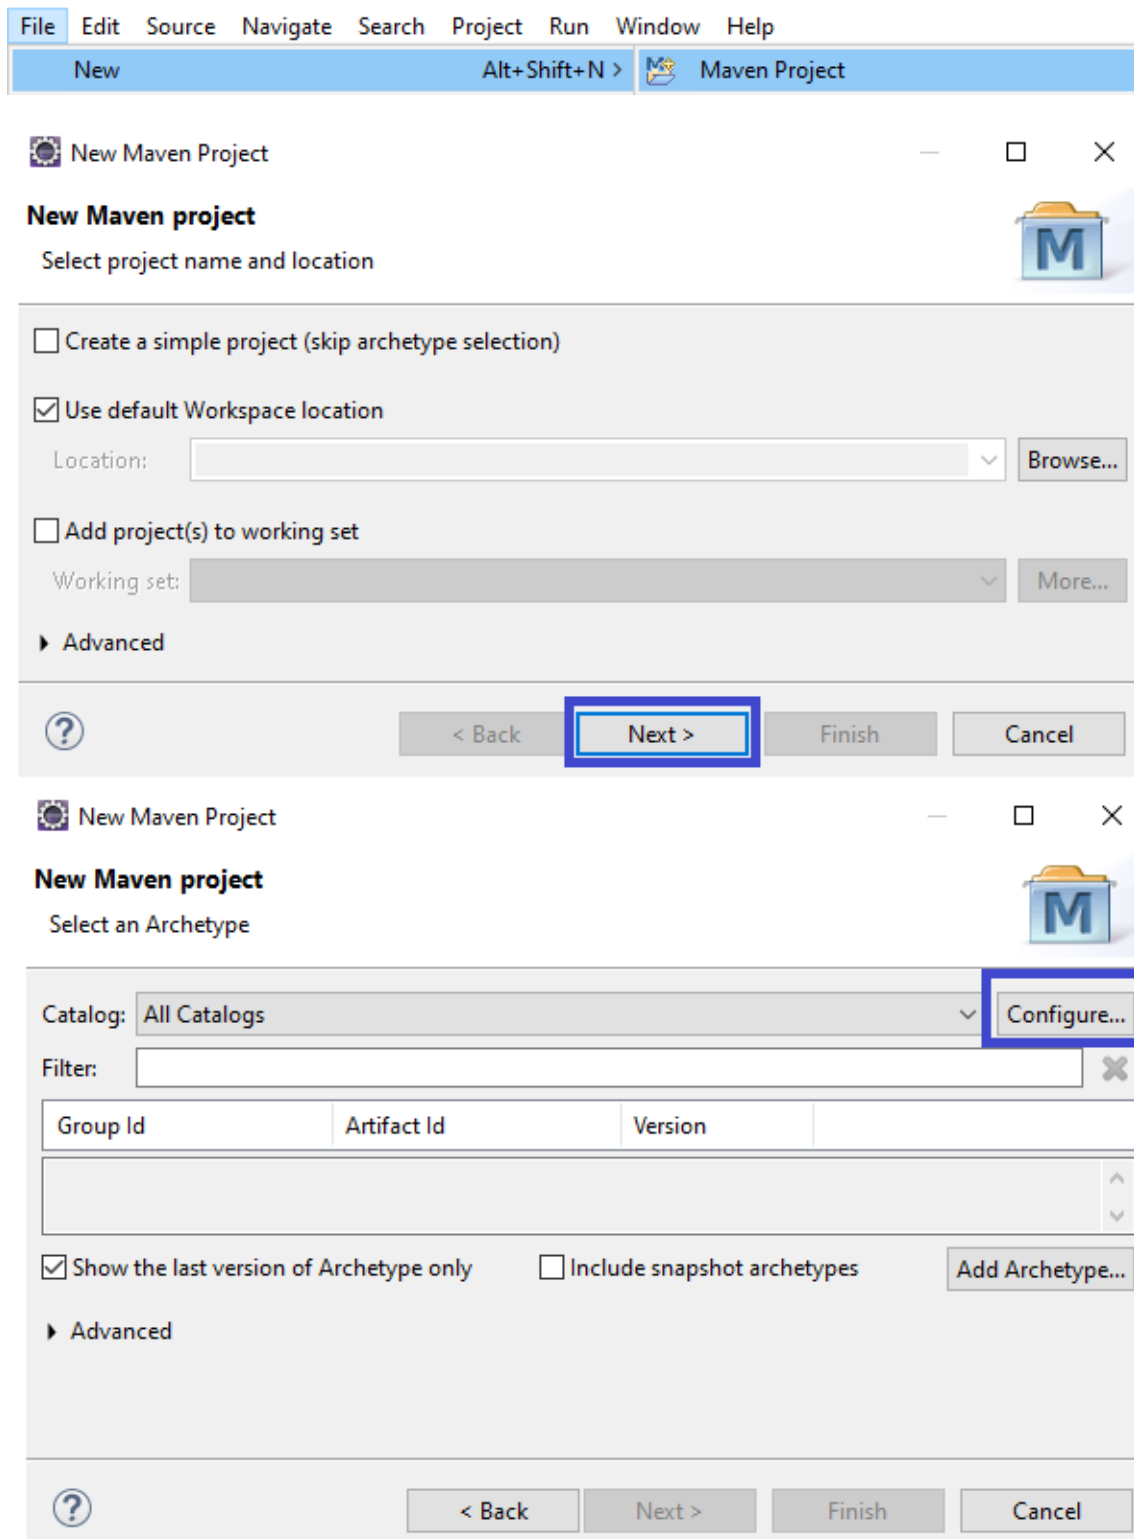 File Edit Source Navigate Search Project Run Window Help
New Alt+Shift+N > Maven Project
New Maven Project
New Maven project
Select project name and location
M
Create a simple project (skip archetype selection)
Use default Workspace location
Location: Browse...
Add project(s) to working set
Working set: More...
Advanced
? < Back Next > Finish Cancel
New Maven Project
New Maven project
Select an Archetype
M
Catalog: All Catalogs Configure...
Filter:
Group Id Artifact Id Version
Show the last version of Archetype only Include snapshot archetypes Add Archetype...
Advanced
? < Back Next > Finish Cancel